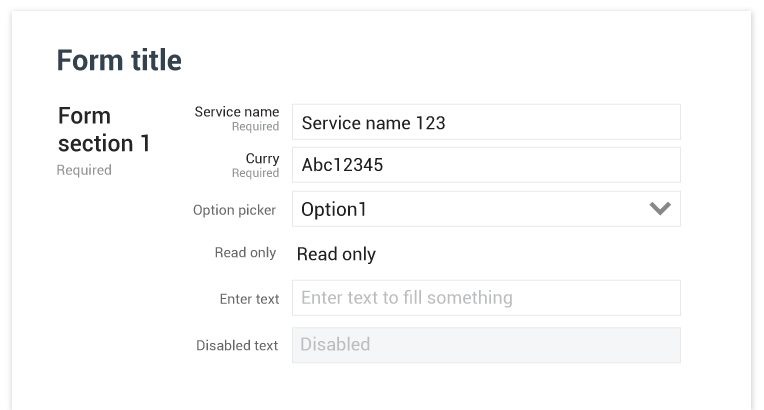 Form title
Form
section 1
Required
Service name
Required
Service name 123
Curry
Required
Abc12345
Option picker
Option1
Read only
Read only
Enter text
Enter text to fill something
Disabled text
Disabled